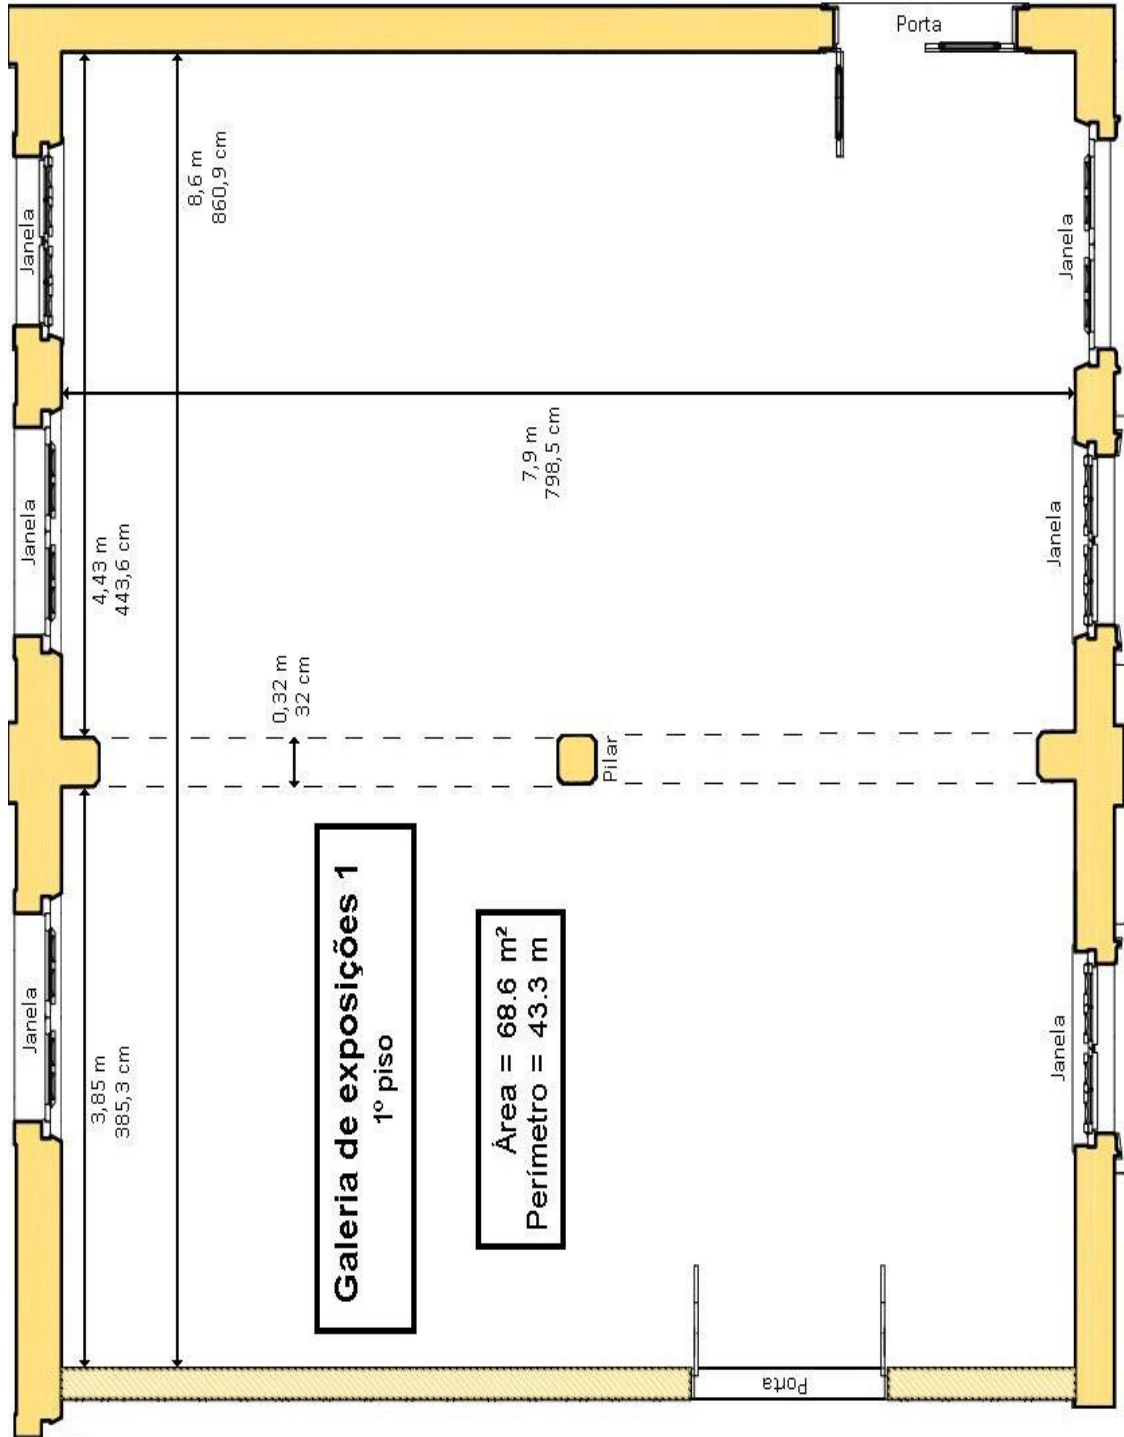 Porta
8,6 m
860,9 cm
Janela
Janela
7,9 m
798,5 cm
Janela
4,43 m
443,6 cm
Janela
0,32 m
32 cm
Pilar
Galeria de exposições 1
1º piso
Área = 68.6 m²
Perímetro = 43.3 m
Janela
3,85 m
385,3 cm
Janela
Porta